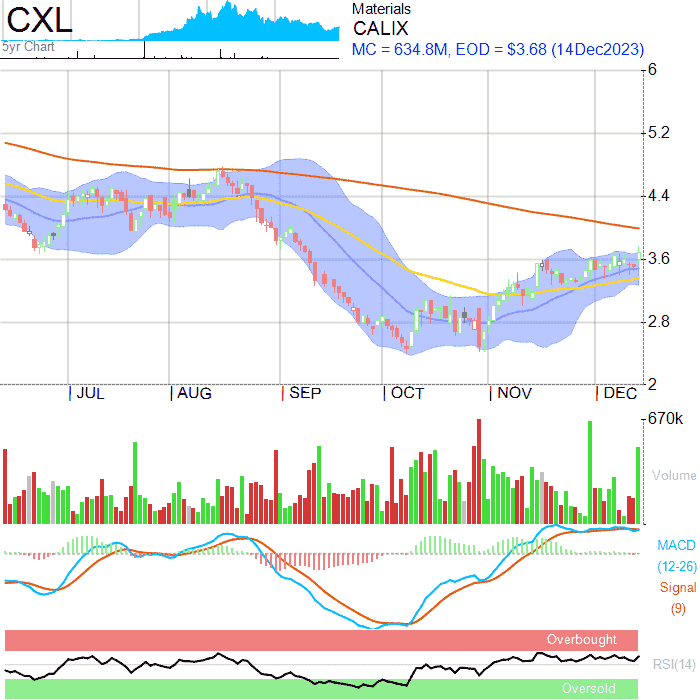 CXL
5yr Chart
Materials
CALIX
MC = 634.8M, EOD = $3.68 (14Dec2023)
6
5.2
4.4
3.6
2.8
2
JUL AUG SEP OCT NOV DEC
670k
Volume
MACD
(12-26)
Signal
(9)
Overbought
RSI(14)
Oversold